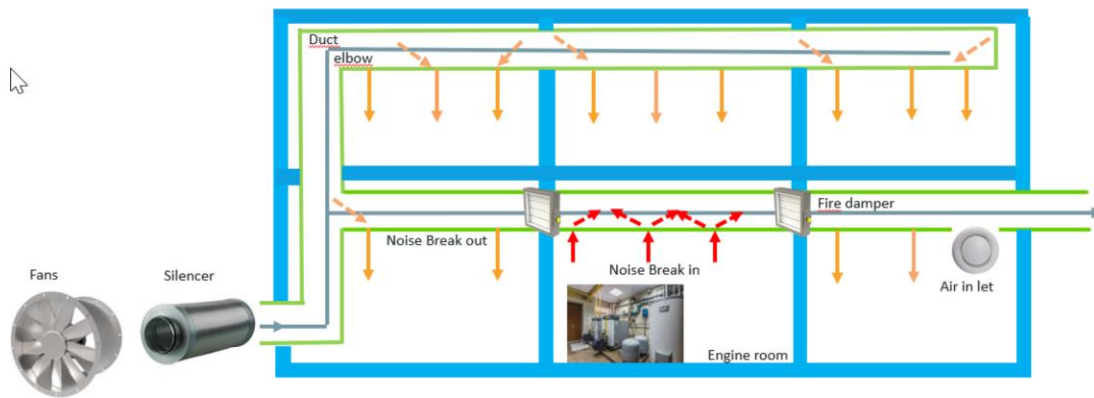 Duct
elbow
Fire damper
Noise Break out
Noise Break in
Air in let
Fans
Silencer
Engine room